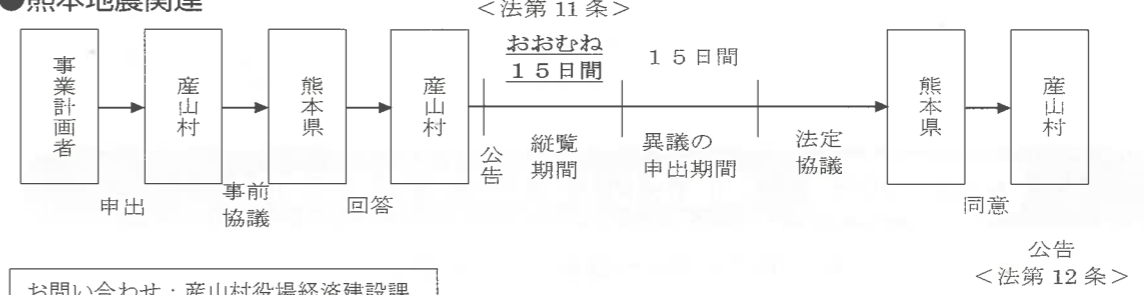 ●熊本地震関連
＜法第11条＞
事業計画者
産山村
熊本県
産山村
おおむね
１５日間
１５日間
熊本県
産山村
申出
事前
協議
回答
公告
縦覧
期間
異議の
申出期間
法定
協議
同意
公告
＜法第12条＞
お問い合わせ：産山村役場経済建設課